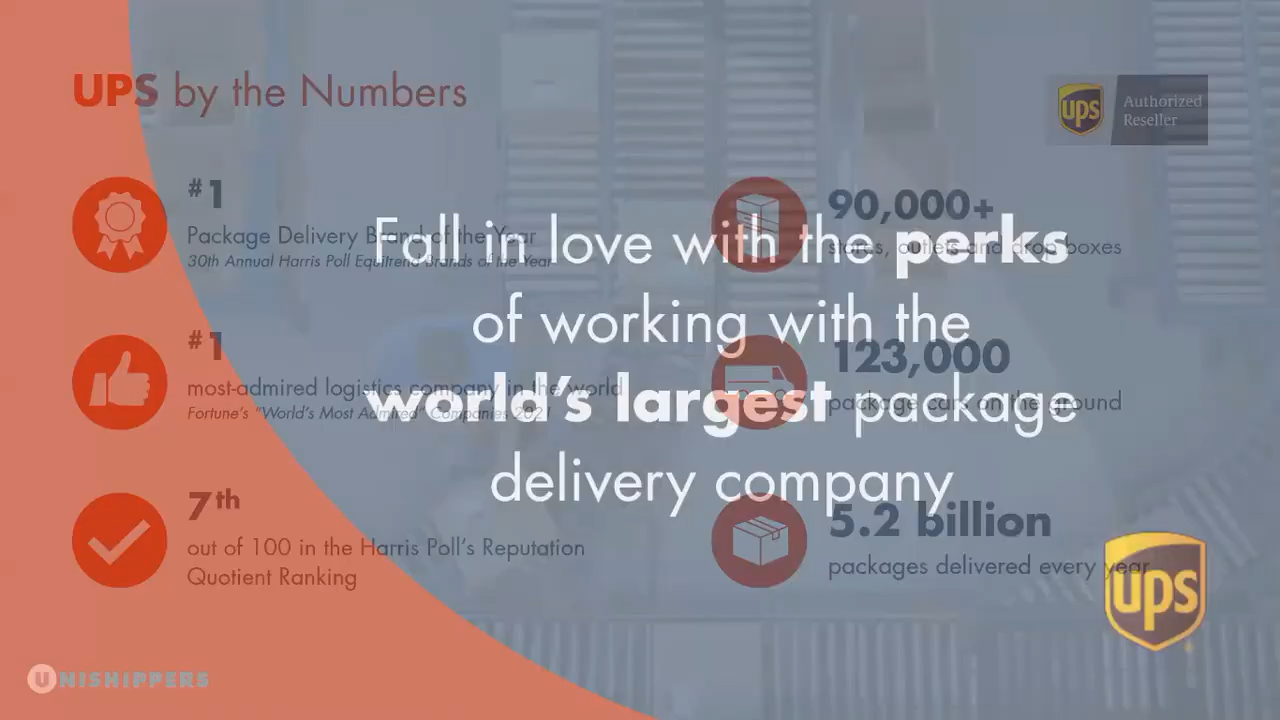 UPS by the Numbers
ups
Authorized
Reseller
#1
Package Delivery Brand of the Year
30th Annual Harris Poll Equitrend Brands of the Year
#1
most-admired logistics company in the world
Fortune's "World's Most Admired" Companies 2021
7th
out of 100 in the Harris Poll's Reputation
Quotient Ranking
90,000+
stores, outlets and drop boxes
123,000
package cars on the ground
5.2 billion
packages delivered every year
Fall in love with the perks
of working with the
world's largest package
delivery company
ups
UNISHIPPERS